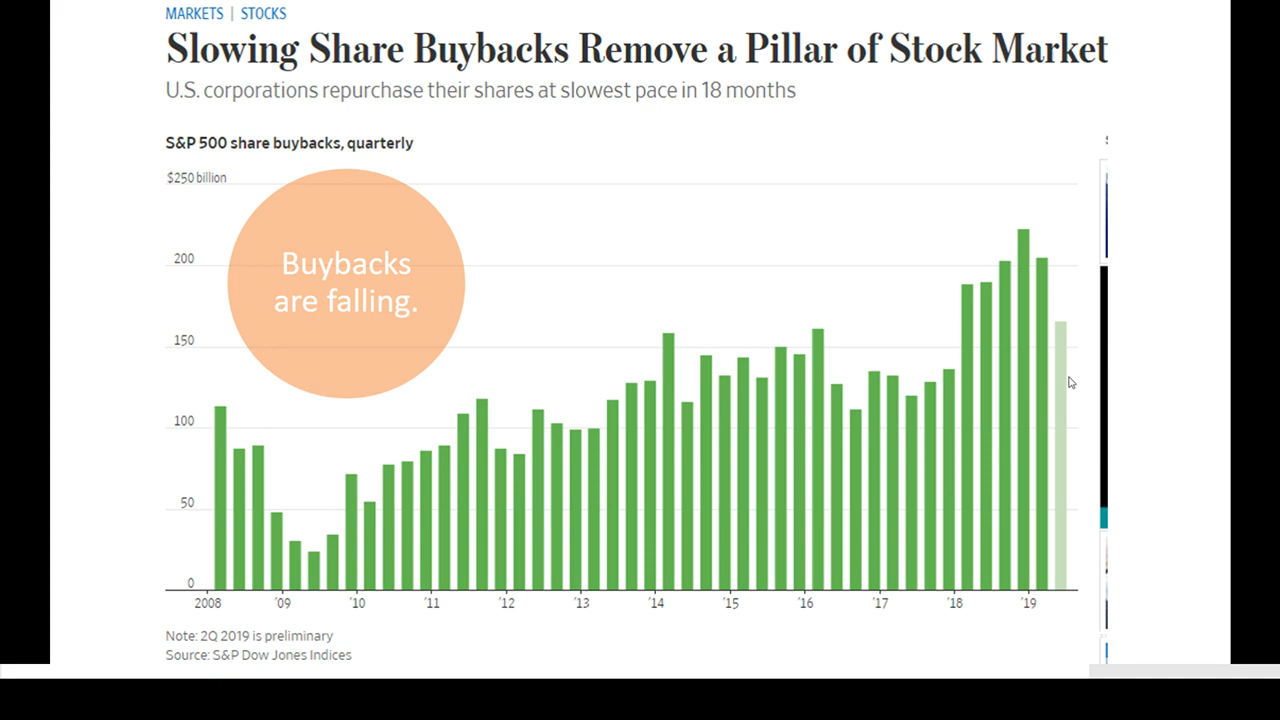 MARKETS | STOCKS
Slowing Share Buybacks Remove a Pillar of Stock Market
U.S. corporations repurchase their shares at slowest pace in 18 months
S&P 500 share buybacks, quarterly
$250 billion
Buybacks
are falling.
200
150
100
50
0
2008 '09 '10 '11 '12 '13 '14 '15 '16 '17 '18 '19
Note: 2Q 2019 is preliminary
Source: S&P Dow Jones Indices